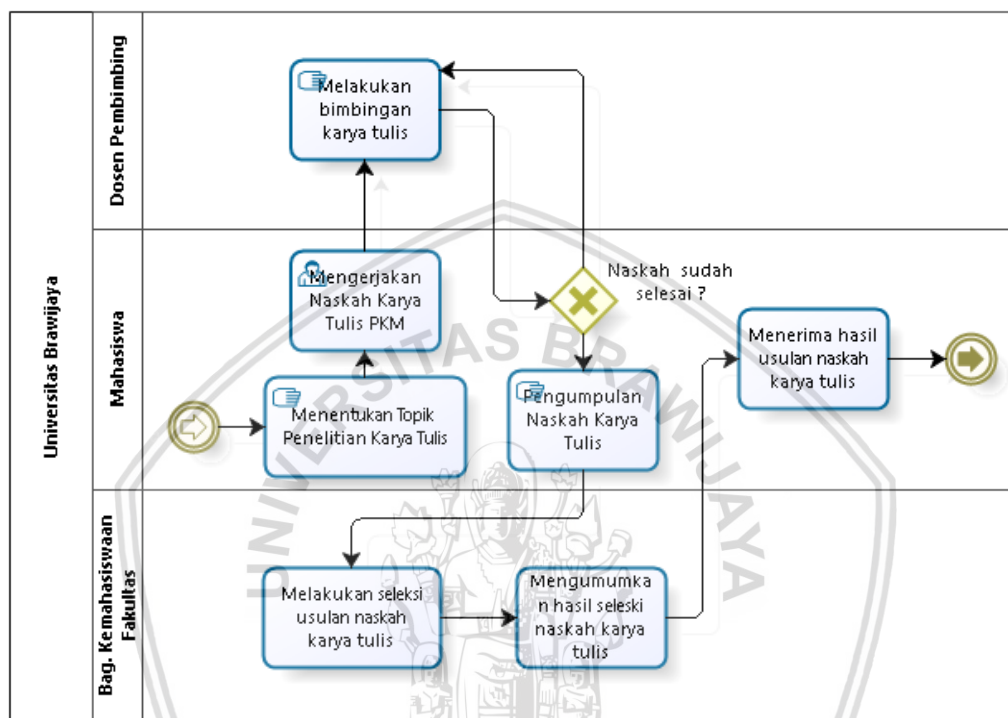 Universitas Brawijaya
Dosen Pembimbing
Melakukan
bimbingan
karya tulis
Mahasiswa
Mengerjakan
Naskah Karya
Tulis PKM
Naskah sudah
selesai ?
Menentukan Topik
Penelitian Karya Tulis
Pengumpulan
Naskah Karya
Tulis
Menerima hasil
usulan naskah
karya tulis
Bag. Kemahasiswaan
Fakultas
Melakukan seleksi
usulan naskah
karya tulis
Mengumumka
n hasil seleski
naskah karya
tulis
UNIVERSITAS BRAWIJAYA